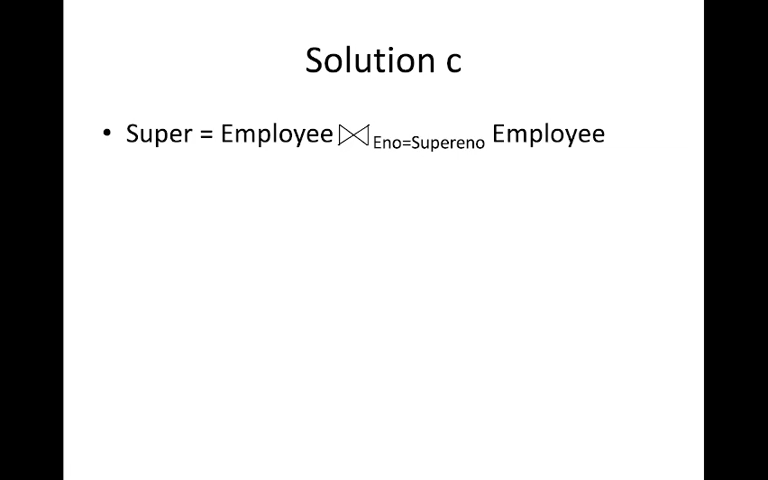 Solution c
• Super = Employee ⋈ Eno=Supereno Employee